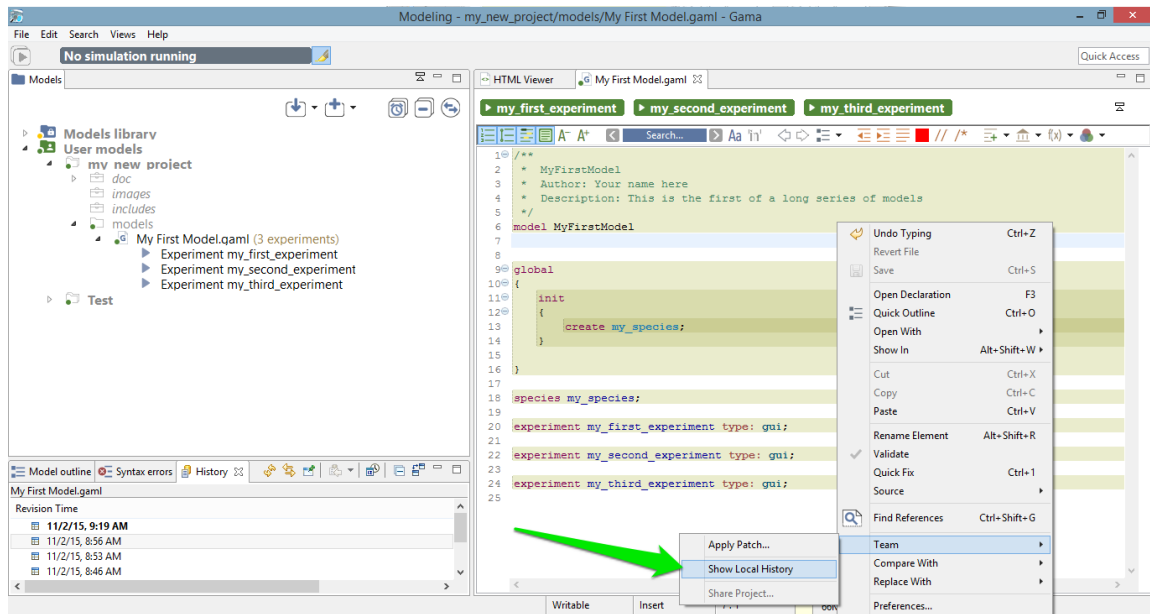 Modeling - my_new_project/models/My First Model.gaml - Gama
File Edit Search Views Help
No simulation running
Quick Access
Models
Models library
User models
my_new_project
doc
images
includes
models
My First Model.gaml (3 experiments)
Experiment my_first_experiment
Experiment my_second_experiment
Experiment my_third_experiment
Test
Model outline
Syntax errors
History
My First Model.gaml
Revision Time
11/2/15, 9:19 AM
11/2/15, 8:56 AM
11/2/15, 8:53 AM
11/2/15, 8:46 AM
HTML Viewer
My First Model.gaml
my_first_experiment
my_second_experiment
my_third_experiment
A- A+ Search... Aa 'in' // /* (x)
1 /**
2 * MyFirstModel
3 * Author: Your name here
4 * Description: This is the first of a long series of models
5 */
6 model MyFirstModel
7
8
9 global
10 {
11 init
12 {
13 create my_species;
14 }
15
16 }
17
18 species my_species;
19
20 experiment my_first_experiment type: gui;
21
22 experiment my_second_experiment type: gui;
23
24 experiment my_third_experiment type: gui;
25
Undo Typing Ctrl+Z
Revert File
Save Ctrl+S
Open Declaration F3
Quick Outline Ctrl+O
Open With
Show In Alt+Shift+W
Cut Ctrl+X
Copy Ctrl+C
Paste Ctrl+V
Rename Element Alt+Shift+R
Validate
Quick Fix Ctrl+1
Source
Find References Ctrl+Shift+G
Team
Compare With
Replace With
Preferences...
Apply Patch...
Show Local History
Share Project...
Writable Insert